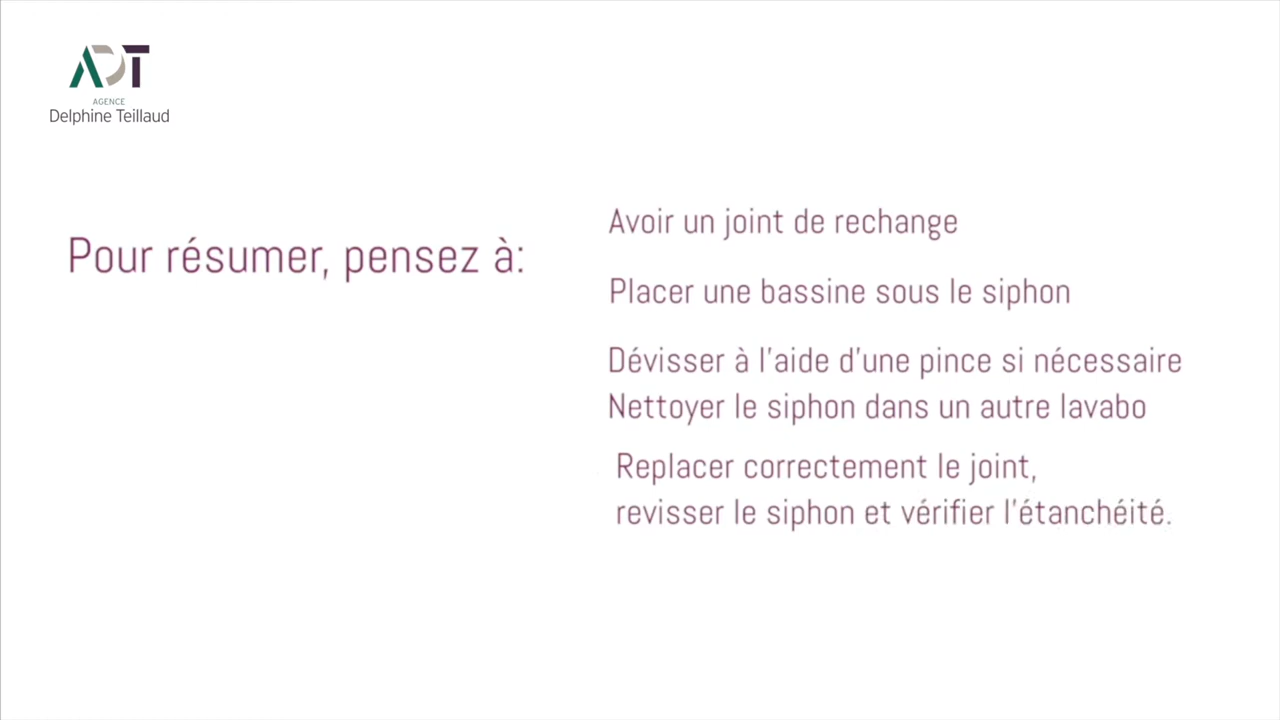 ADT
AGENCE
Delphine Teillaud
Pour résumer, pensez à:
Avoir un joint de rechange
Placer une bassine sous le siphon
Dévisser à l'aide d'une pince si nécessaire
Nettoyer le siphon dans un autre lavabo
Replacer correctement le joint,
revisser le siphon et vérifier l'étanchéité.